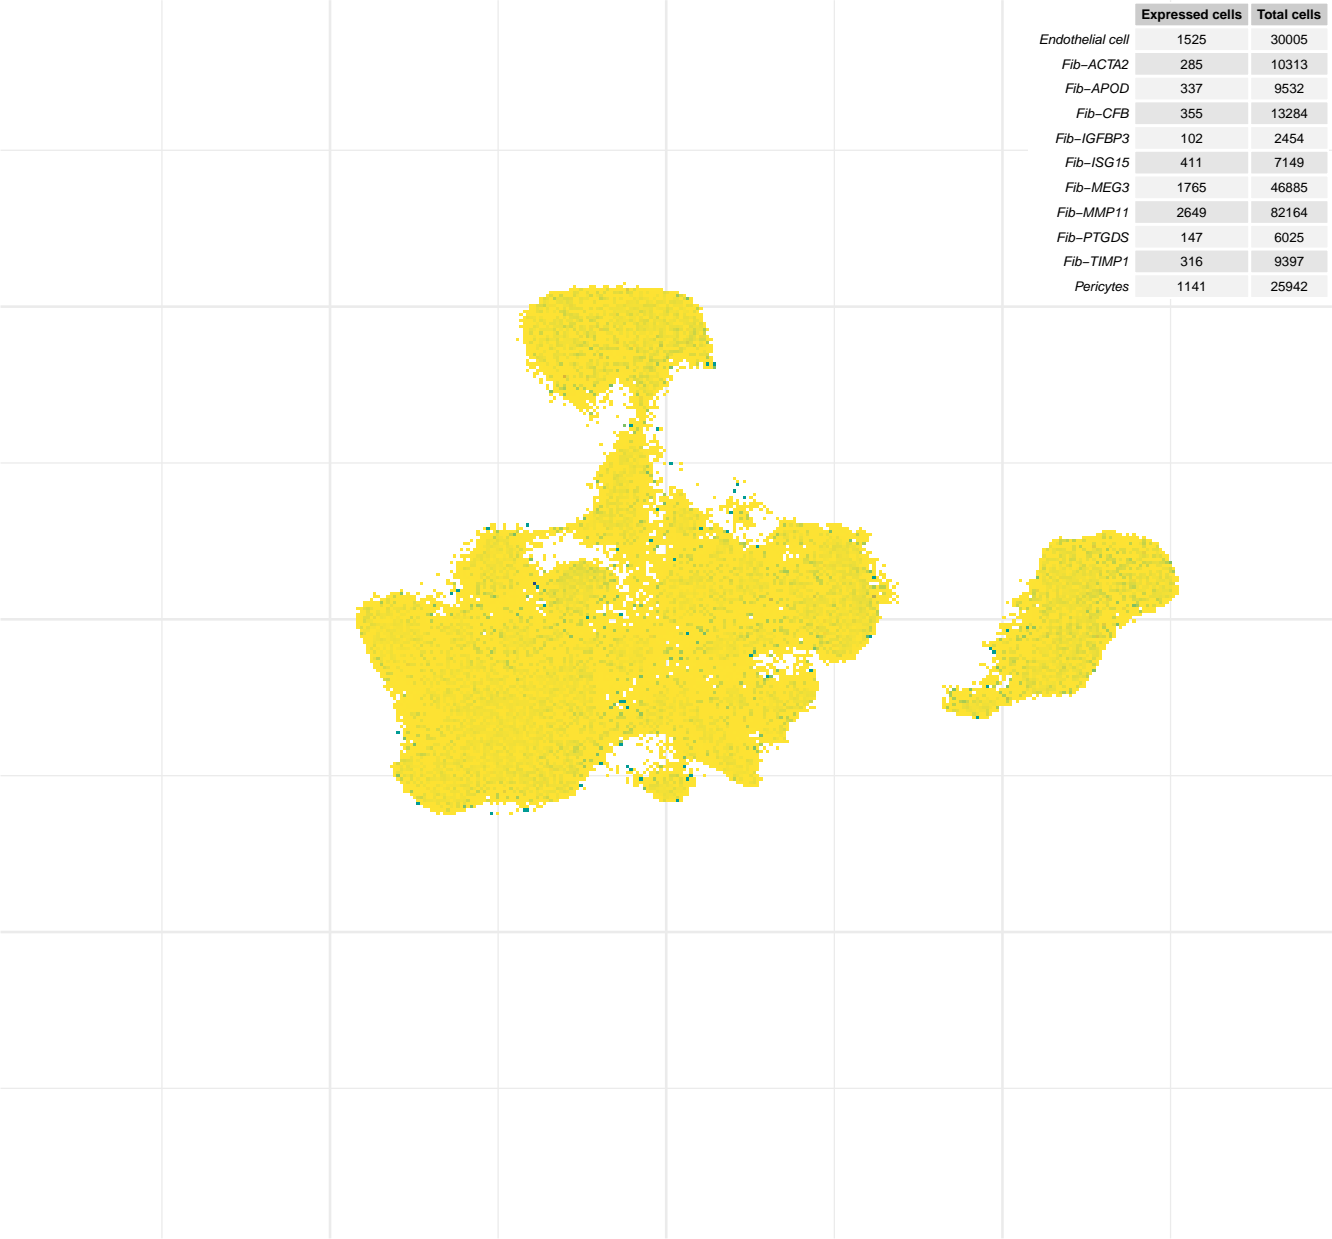 Expressed cells Total cells
Endothelial cell 1525 30005
Fib−ACTA2 285 10313
Fib−APOD 337 9532
Fib−CFB 355 13284
Fib−IGFBP3 102 2454
Fib−ISG15 411 7149
Fib−MEG3 1765 46885
Fib−MMP11 2649 82164
Fib−PTGDS 147 6025
Fib−TIMP1 316 9397
Pericytes 1141 25942